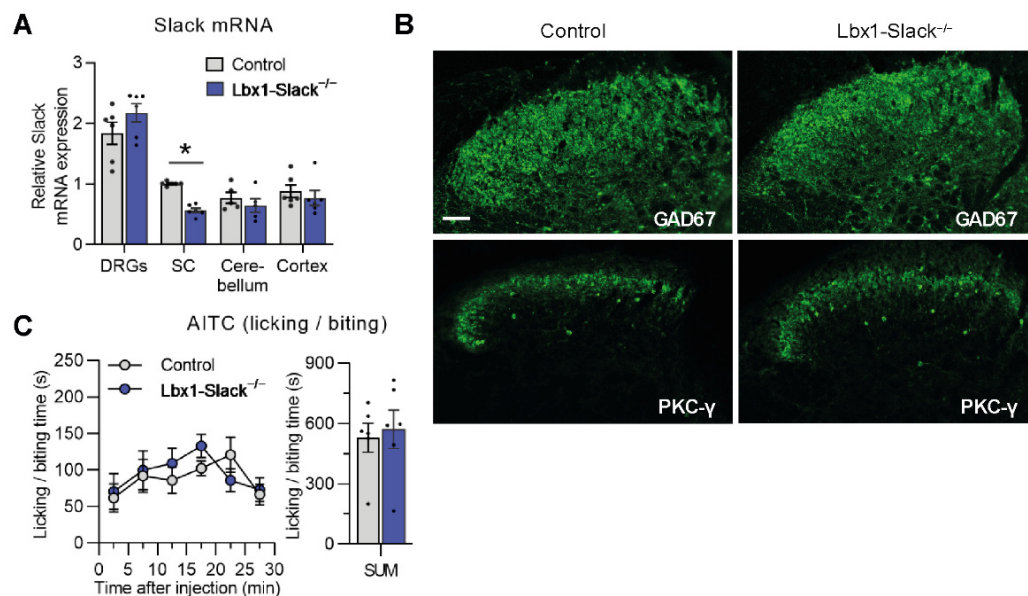 A
Slack mRNA
Control
Lbx1-Slack–/–
Relative Slack
mRNA expression
3
2
1
0
*
DRGs
SC
Cere-
bellum
Cortex
B
Control
Lbx1-Slack–/–
GAD67
GAD67
PKC-γ
PKC-γ
C
AITC (licking / biting)
Control
Lbx1-Slack–/–
Licking / biting time (s)
250
200
150
100
50
0
0 5 10 15 20 25 30
Time after injection (min)
Licking / biting time (s)
900
600
300
0
SUM